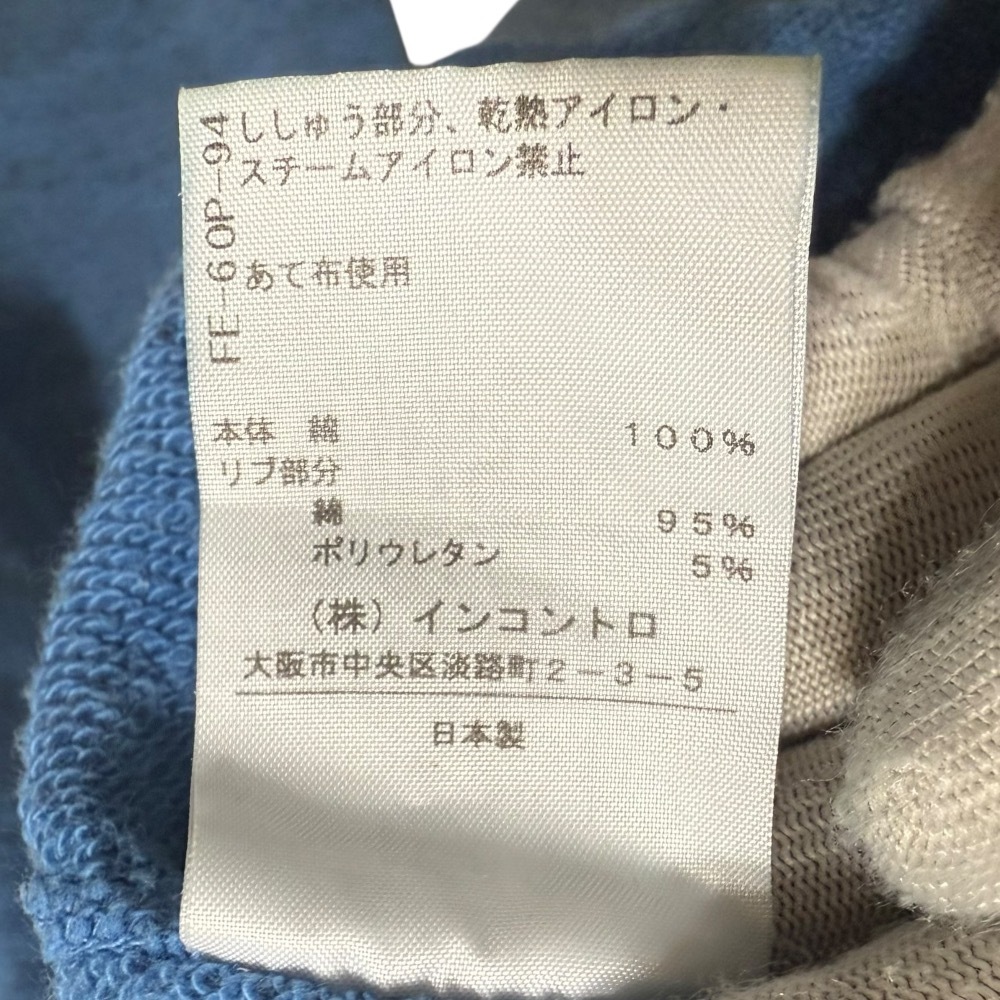 ししゅう部分、乾熱アイロン・
スチームアイロン禁止
あて布使用
FE-60P-94
本体 綿 100%
リブ部分
綿 95%
ポリウレタン 5%
(株)インコントロ
大阪市中央区淡路町2-3-5
日本製